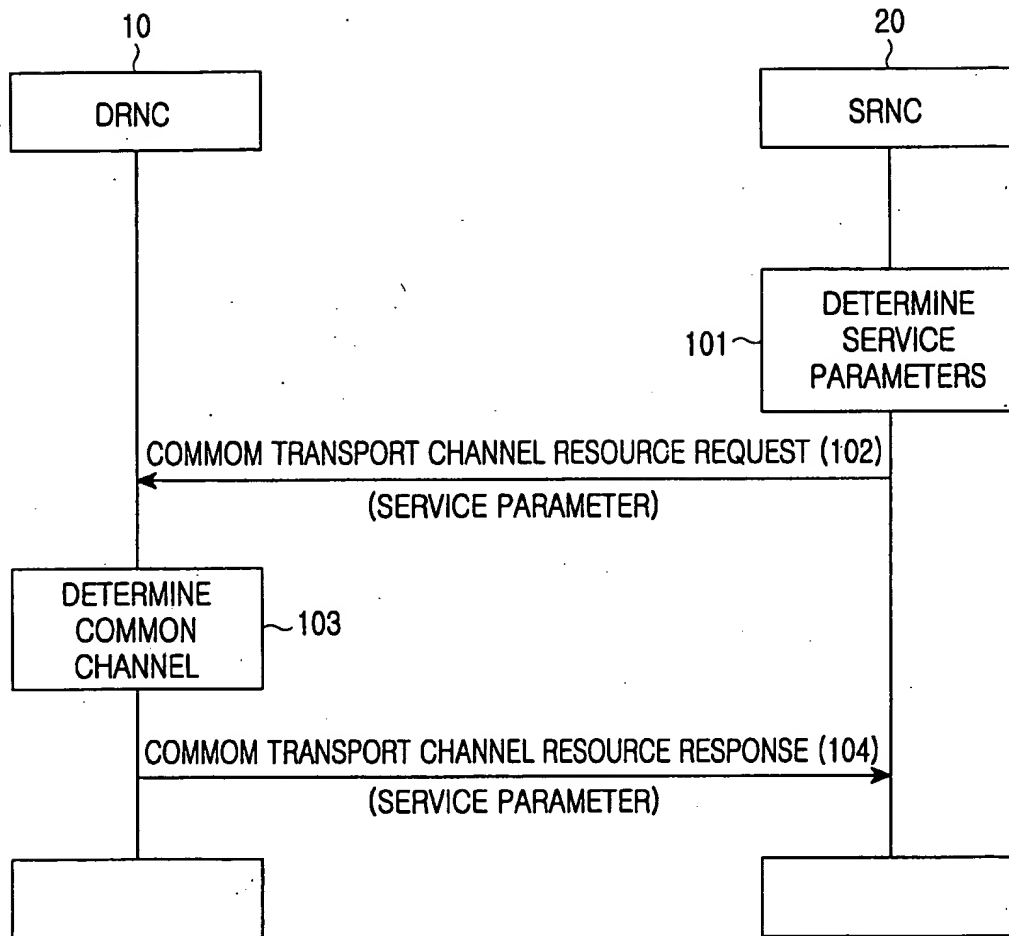 10
20
DRNC
SRNC
DETERMINE
SERVICE
PARAMETERS
101
COMMOM TRANSPORT CHANNEL RESOURCE REQUEST (102)
(SERVICE PARAMETER)
DETERMINE
COMMON
CHANNEL
103
COMMOM TRANSPORT CHANNEL RESOURCE RESPONSE (104)
(SERVICE PARAMETER)